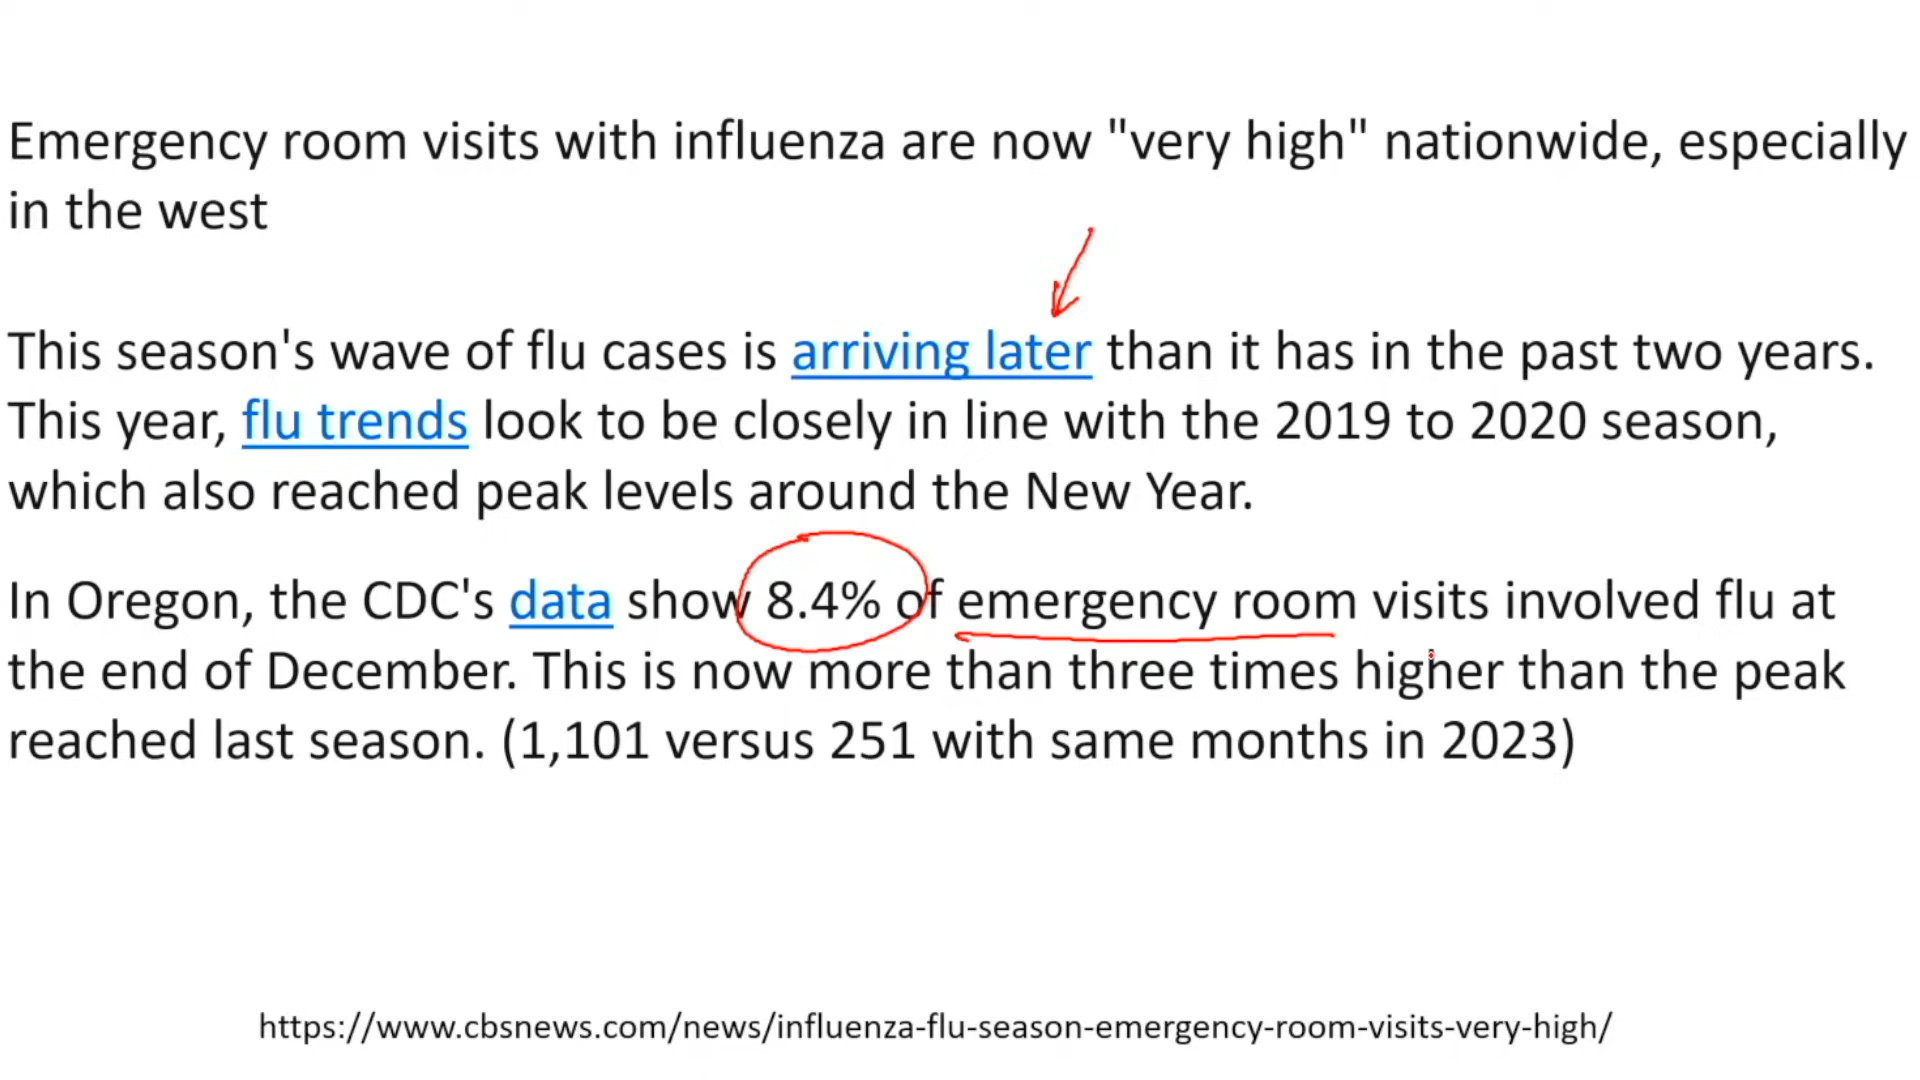 Emergency room visits with influenza are now "very high" nationwide, especially
in the west
This season's wave of flu cases is arriving later than it has in the past two years.
This year, flu trends look to be closely in line with the 2019 to 2020 season,
which also reached peak levels around the New Year.
In Oregon, the CDC's data show 8.4% of emergency room visits involved flu at
the end of December. This is now more than three times higher than the peak
reached last season. (1,101 versus 251 with same months in 2023)
https://www.cbsnews.com/news/influenza-flu-season-emergency-room-visits-very-high/